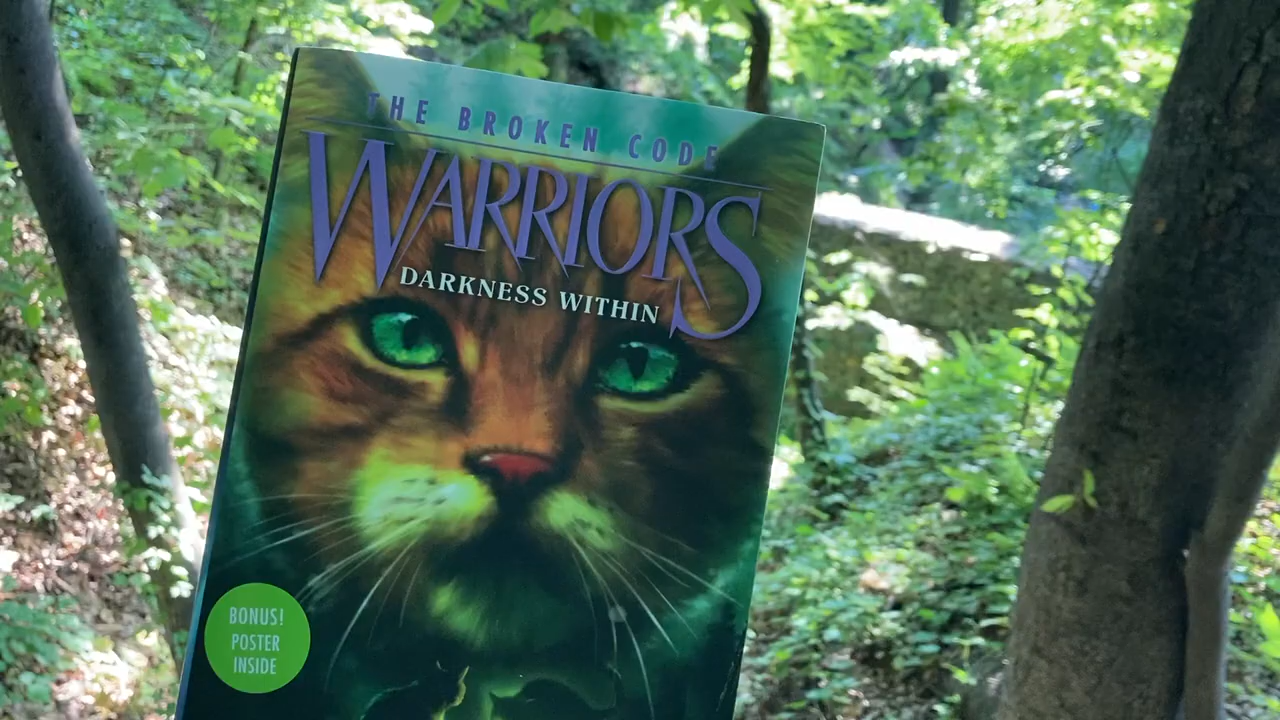 THE BROKEN CODE
WARRIORS
DARKNESS WITHIN
BONUS!
POSTER
INSIDE